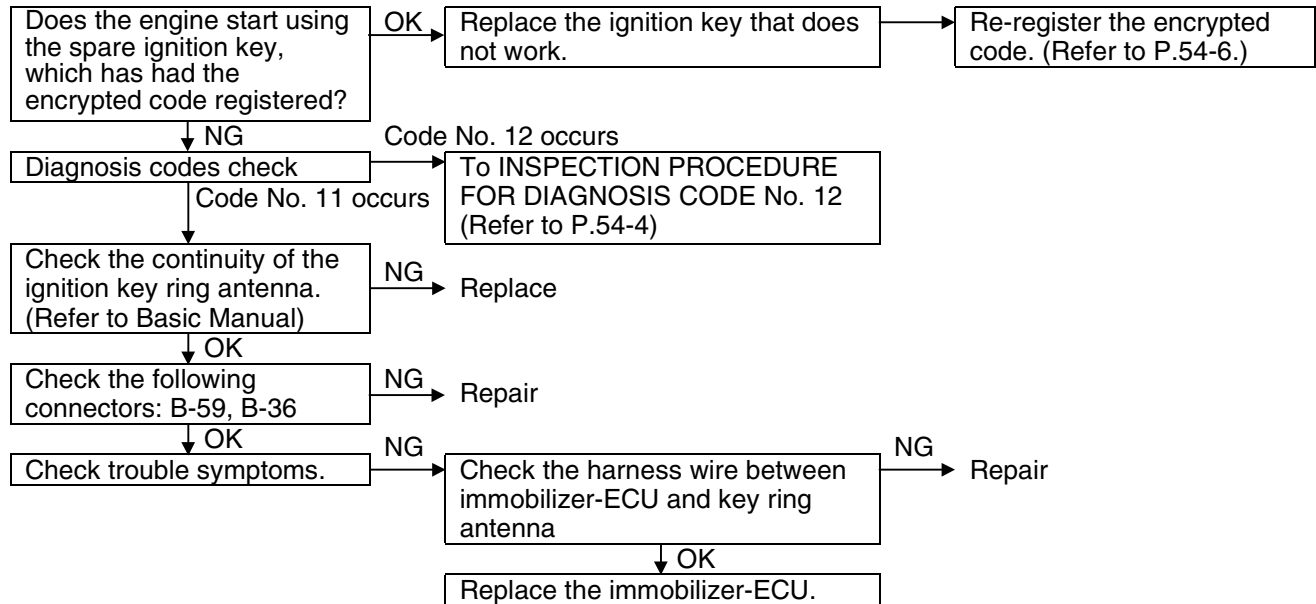 Does the engine start using
the spare ignition key,
which has had the
encrypted code registered?
OK
Replace the ignition key that does
not work.
Re-register the encrypted
code. (Refer to P.54-6.)
NG
Code No. 12 occurs
Diagnosis codes check
To INSPECTION PROCEDURE
FOR DIAGNOSIS CODE No. 12
(Refer to P.54-4)
Code No. 11 occurs
Check the continuity of the
ignition key ring antenna.
(Refer to Basic Manual)
NG
Replace
OK
Check the following
connectors: B-59, B-36
NG
Repair
OK
Check trouble symptoms.
NG
Check the harness wire between
immobilizer-ECU and key ring
antenna
NG
Repair
OK
Replace the immobilizer-ECU.